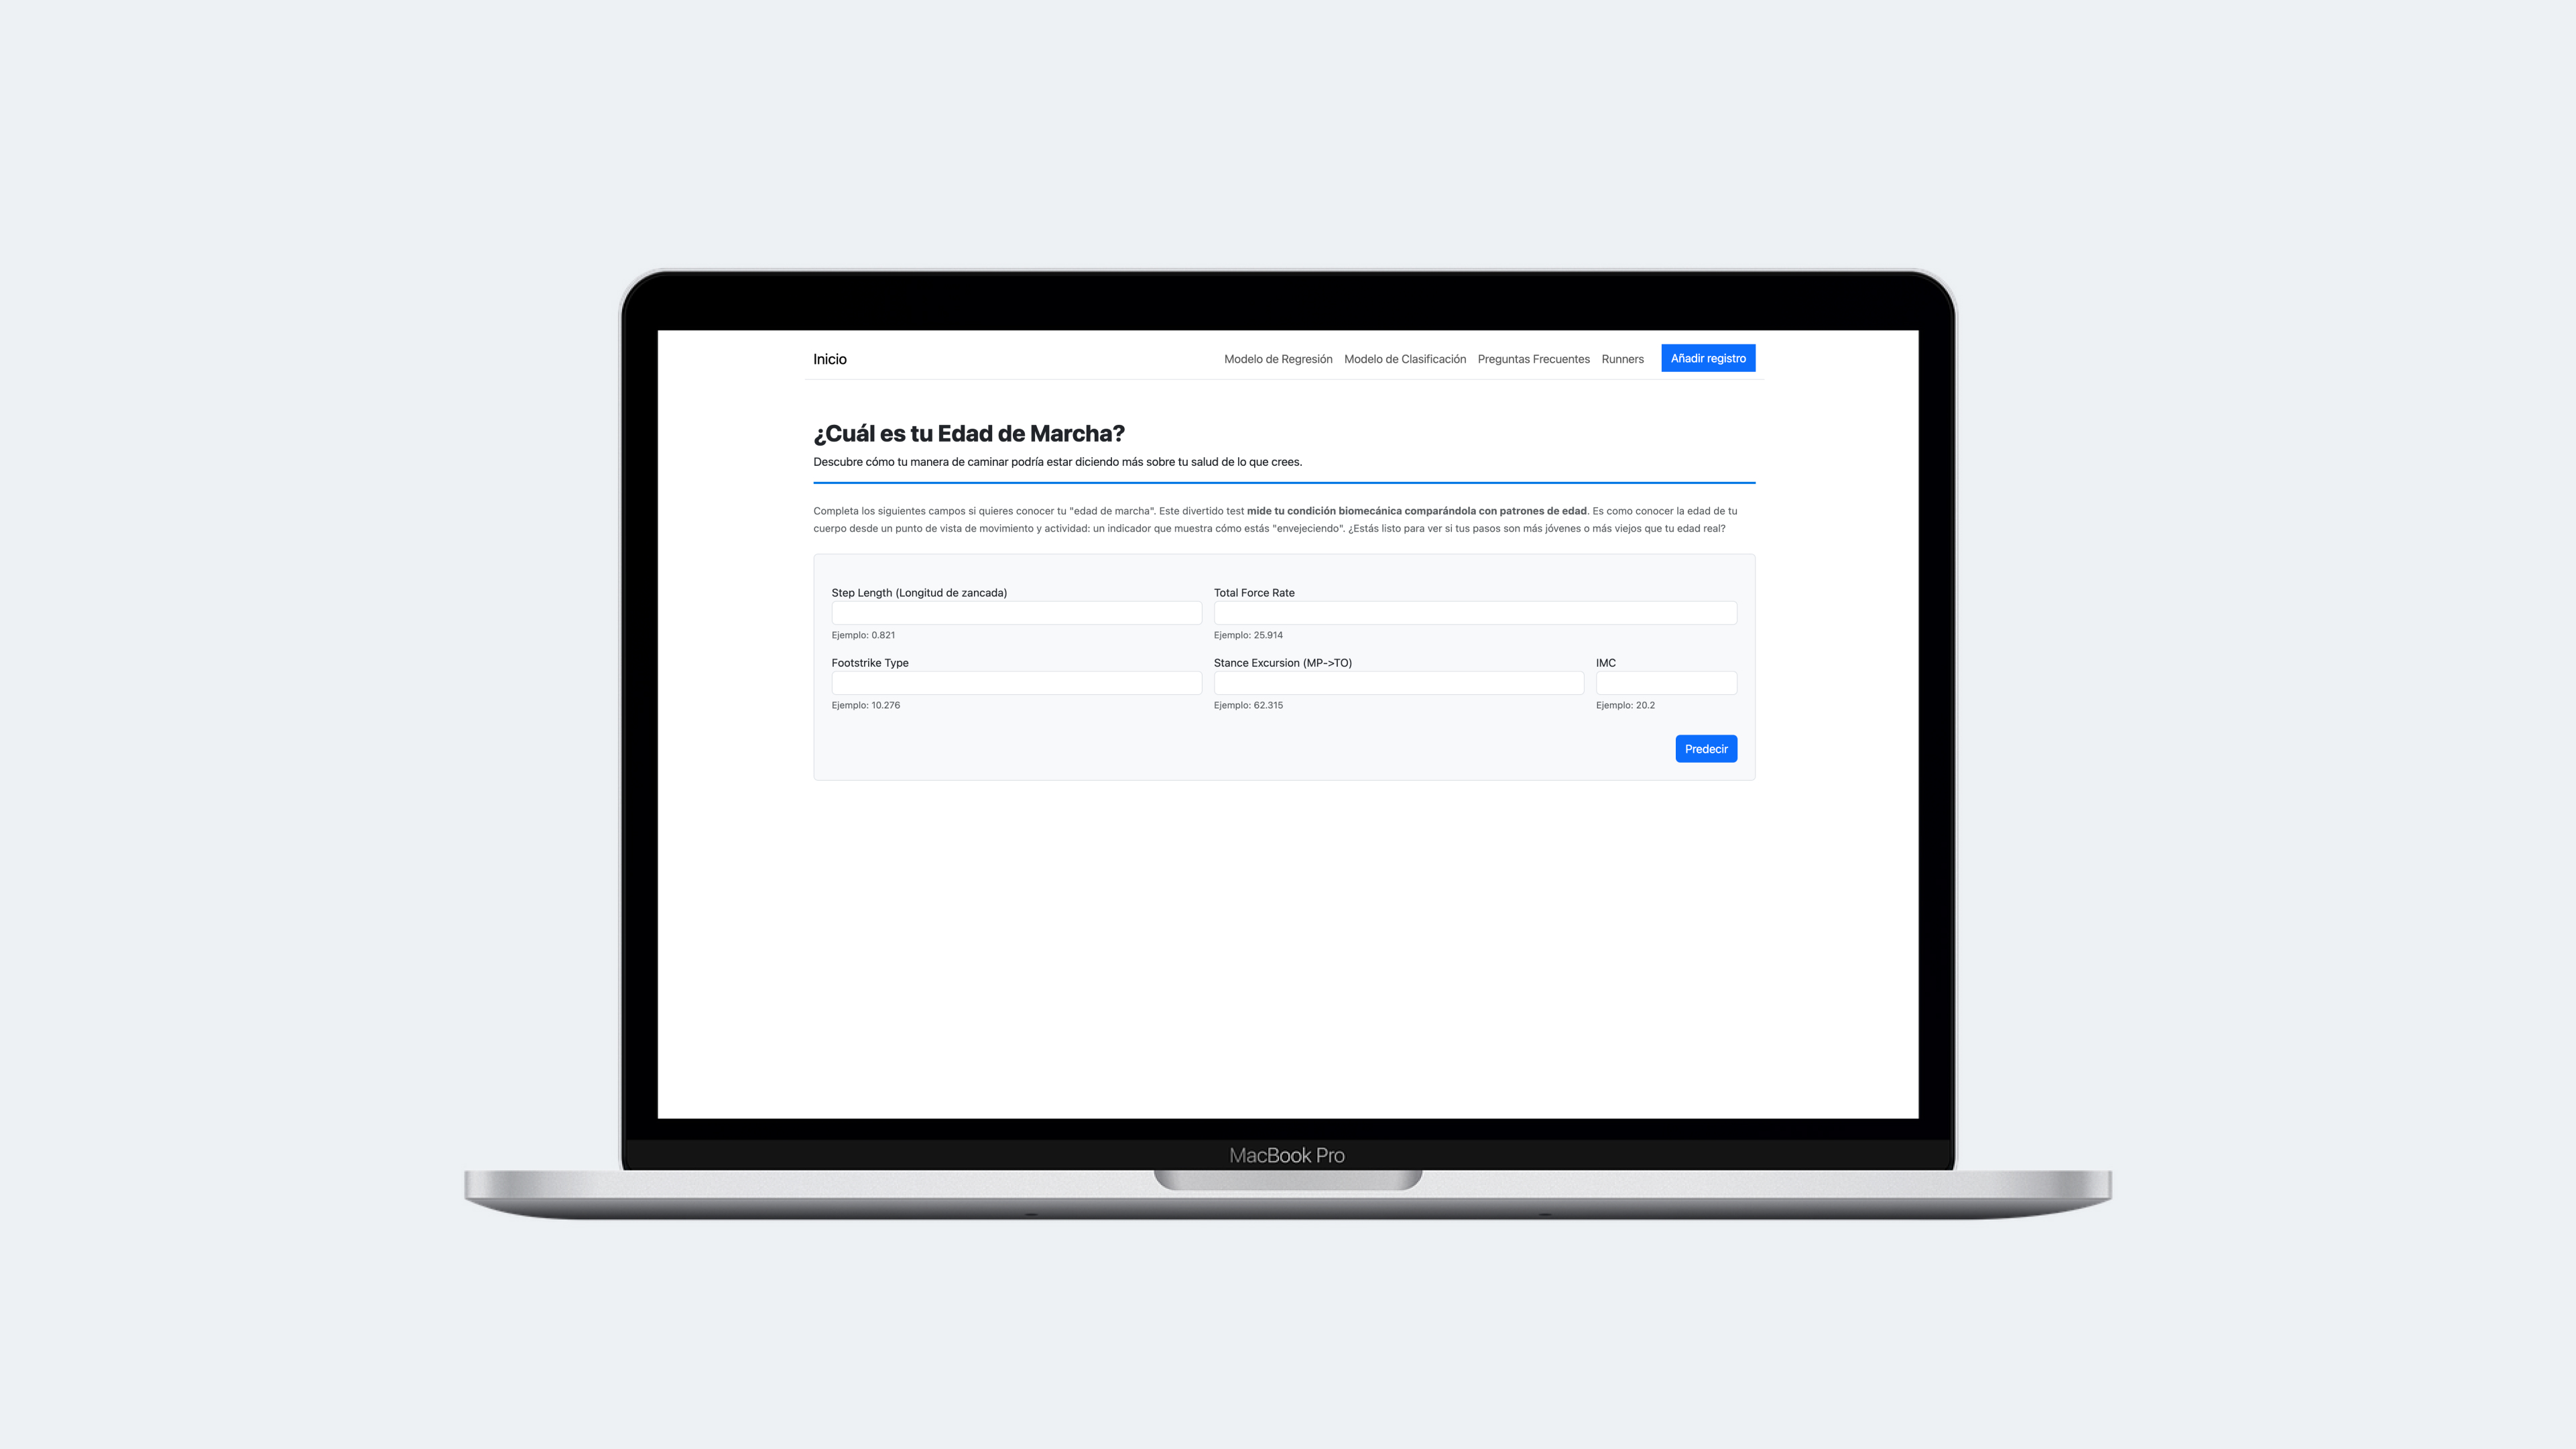 Inicio
Modelo de Regresión
Modelo de Clasificación
Preguntas Frecuentes
Runners
Añadir registro
¿Cuál es tu Edad de Marcha?
Descubre cómo tu manera de caminar podría estar diciendo más sobre tu salud de lo que crees.
Completa los siguientes campos si quieres conocer tu "edad de marcha". Este divertido test mide tu condición biomecánica comparándola con patrones de edad. Es como conocer la edad de tu
cuerpo desde un punto de vista de movimiento y actividad: un indicador que muestra cómo estás "envejeciendo". ¿Estás listo para ver si tus pasos son más jóvenes o más viejos que tu edad real?
Step Length (Longitud de zancada)
Total Force Rate
Ejemplo: 0.821
Ejemplo: 25.914
Footstrike Type
Stance Excursion (MP->TO)
IMC
Ejemplo: 10.276
Ejemplo: 62.315
Ejemplo: 20.2
Predecir
MacBook Pro